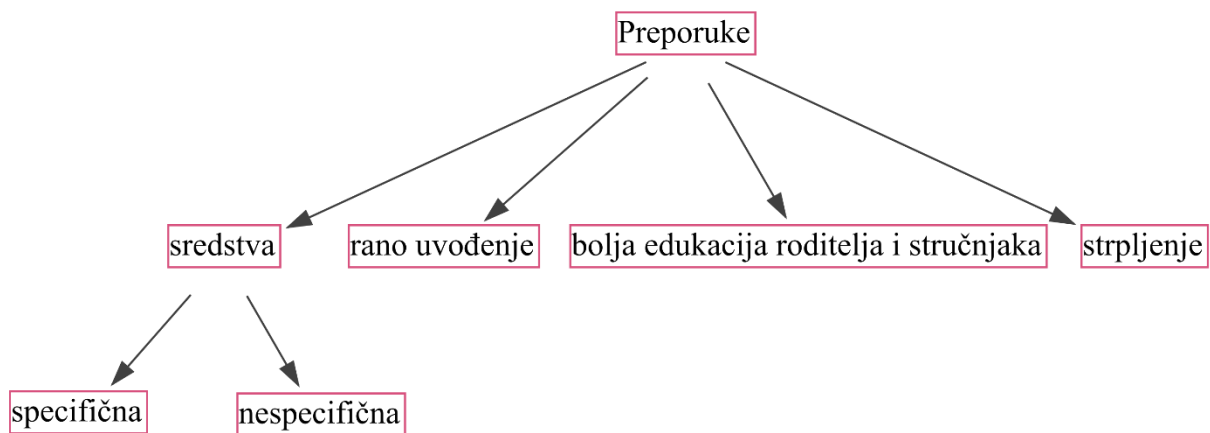 Preporuke
sredstva
rano uvođenje
bolja edukacija roditelja i stručnjaka
strpljenje
specifična
nespecifična